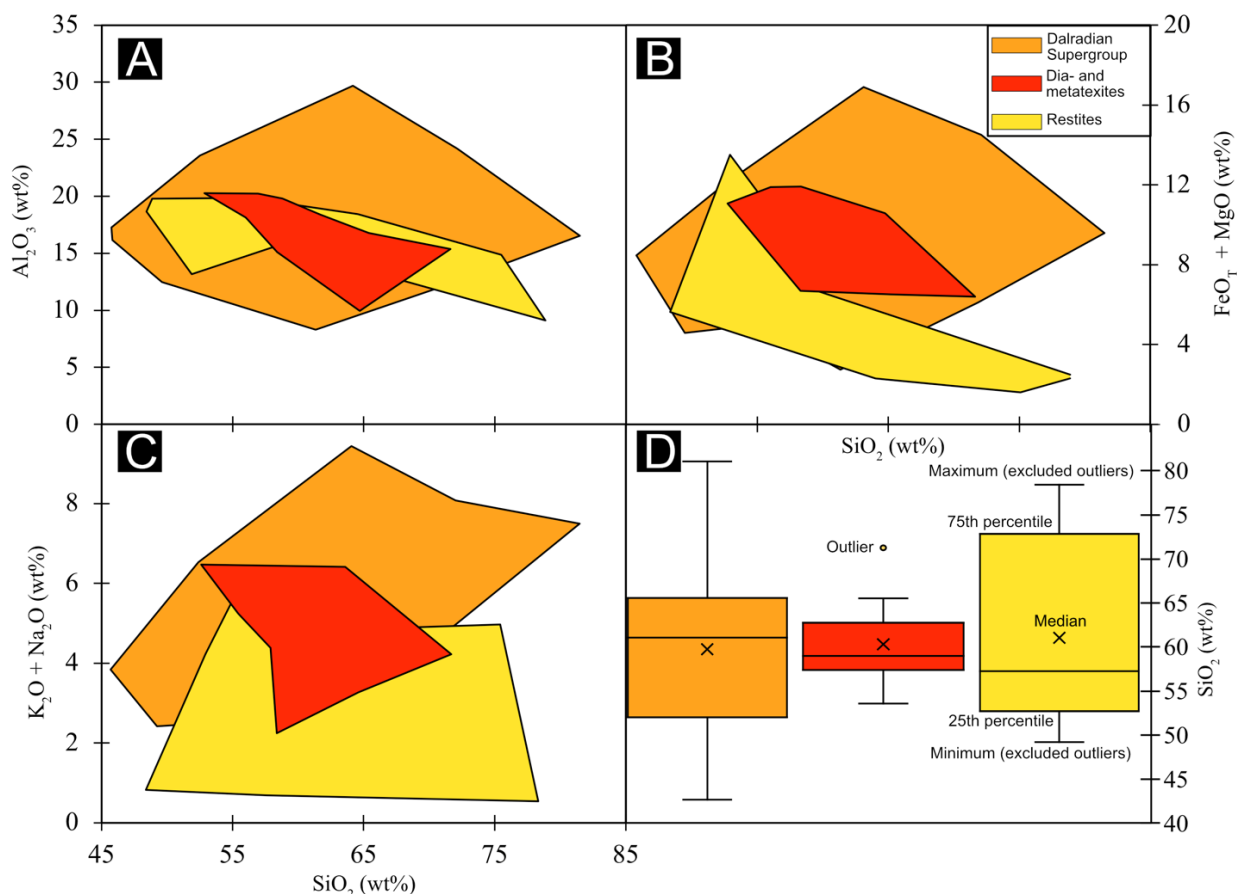 A
35
30
25
20
15
10
5
0
Al₂O₃ (wt%)
B
Dalradian
Supergroup
Dia- and
metatexites
Restites
20
16
12
8
4
0
FeOT + MgO (wt%)
C
8
6
4
2
0
K₂O + Na₂O (wt%)
45
55
65
75
85
SiO₂ (wt%)
D
SiO₂ (wt%)
Maximum (excluded outliers)
75th percentile
Outlier
Median
25th percentile
Minimum (excluded outliers)
80
75
70
65
60
55
50
45
40
SiO₂ (wt%)